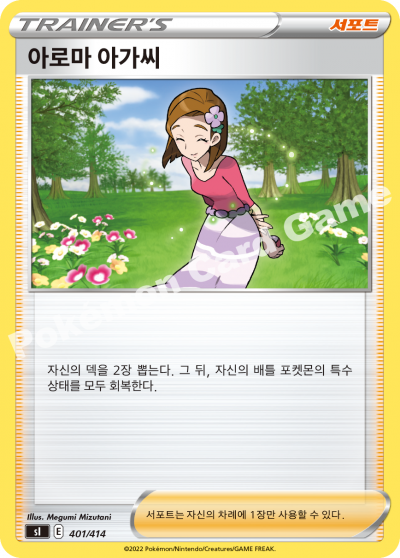 TRAINER'S
서포트
아로마 아가씨
Pokémon Card Game
자신의 덱을 2장 뽑는다. 그 뒤, 자신의 배틀 포켓몬의 특수
상태를 모두 회복한다.
Illus. Megumi Mizutani
sI E 401/414
서포트는 자신의 차례에 1장만 사용할 수 있다.
©2022 Pokémon/Nintendo/Creatures/GAME FREAK.